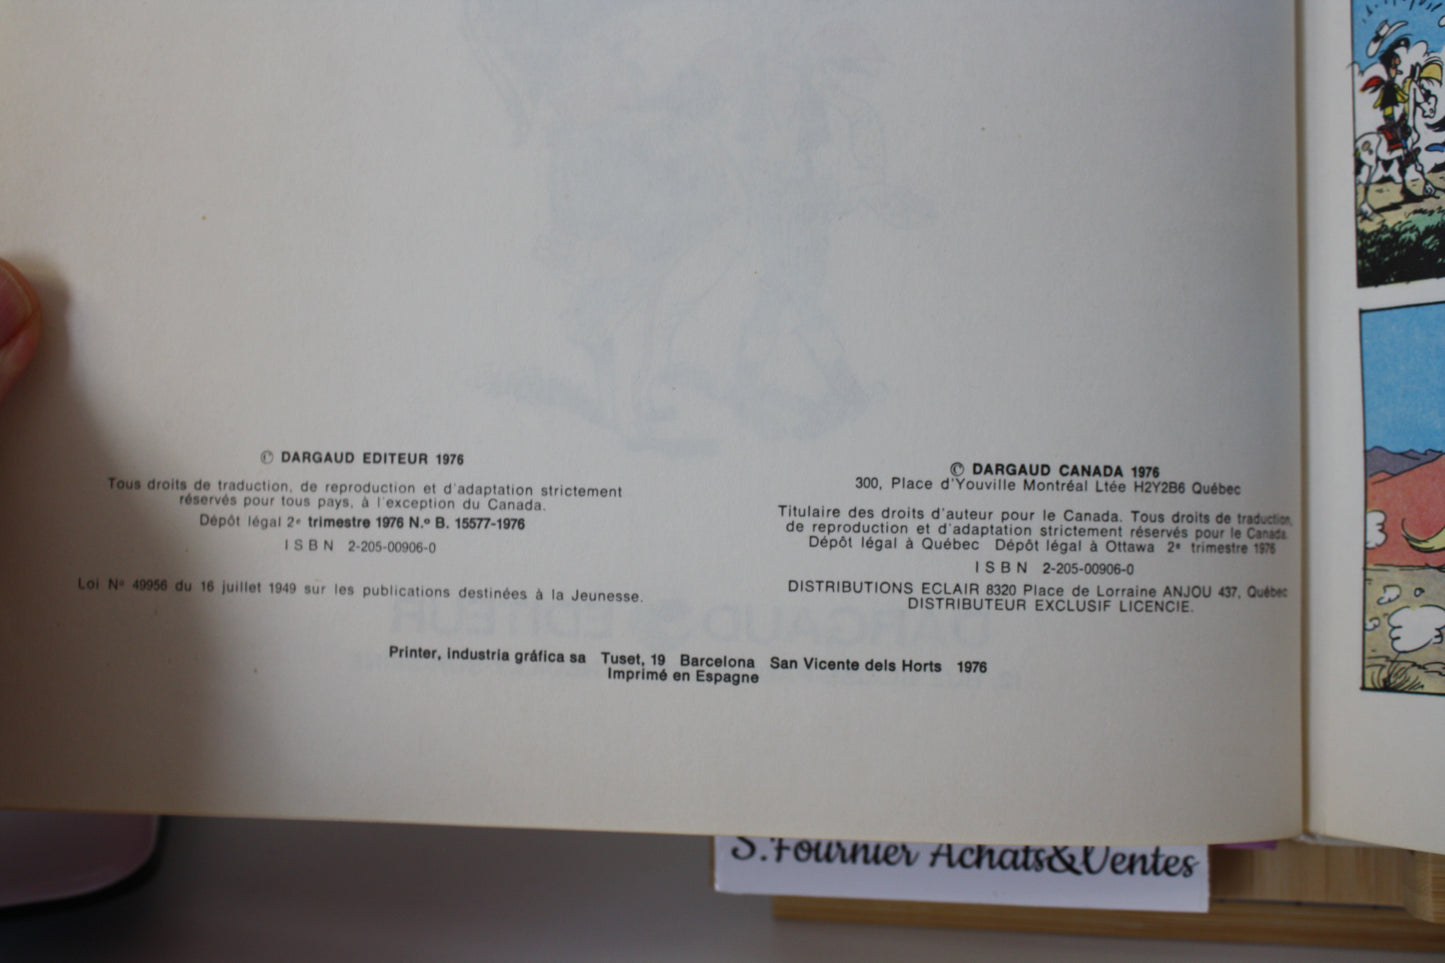 © DARGAUD EDITEUR 1976
Tous droits de traduction, de reproduction et d'adaptation strictement
réservés pour tous pays, à l'exception du Canada.
Dépôt légal 2e trimestre 1976 N.º B. 15577-1976
ISBN 2-205-00906-0
Loi Nº 49956 du 16 juillet 1949 sur les publications destinées à la Jeunesse.
© DARGAUD CANADA 1976
300, Place d'Youville Montréal Ltée H2Y2B6 Québec
Titulaire des droits d'auteur pour le Canada. Tous droits de traduction,
de reproduction et d'adaptation strictement réservés pour le Canada.
Dépôt légal à Québec Dépôt légal à Ottawa 2e trimestre 1976
ISBN 2-205-00906-0
DISTRIBUTIONS ECLAIR 8320 Place de Lorraine ANJOU 437, Québec
DISTRIBUTEUR EXCLUSIF LICENCIE.
DARGAUD EDITEUR
Printer, industria gráfica sa Tuset, 19 Barcelona San Vicente dels Horts 1976
Imprimé en Espagne
S.Fournier Achats&Ventes